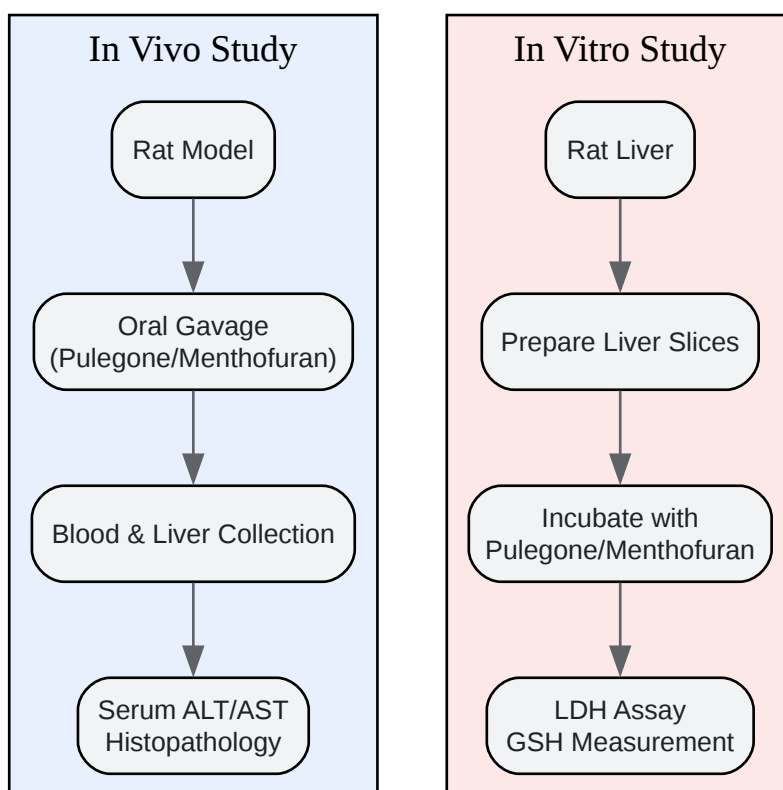 In Vivo Study
Rat Model
Oral Gavage
(Pulegone/Menthofuran)
Blood & Liver Collection
Serum ALT/AST
Histopathology
In Vitro Study
Rat Liver
Prepare Liver Slices
Incubate with
Pulegone/Menthofuran
LDH Assay
GSH Measurement